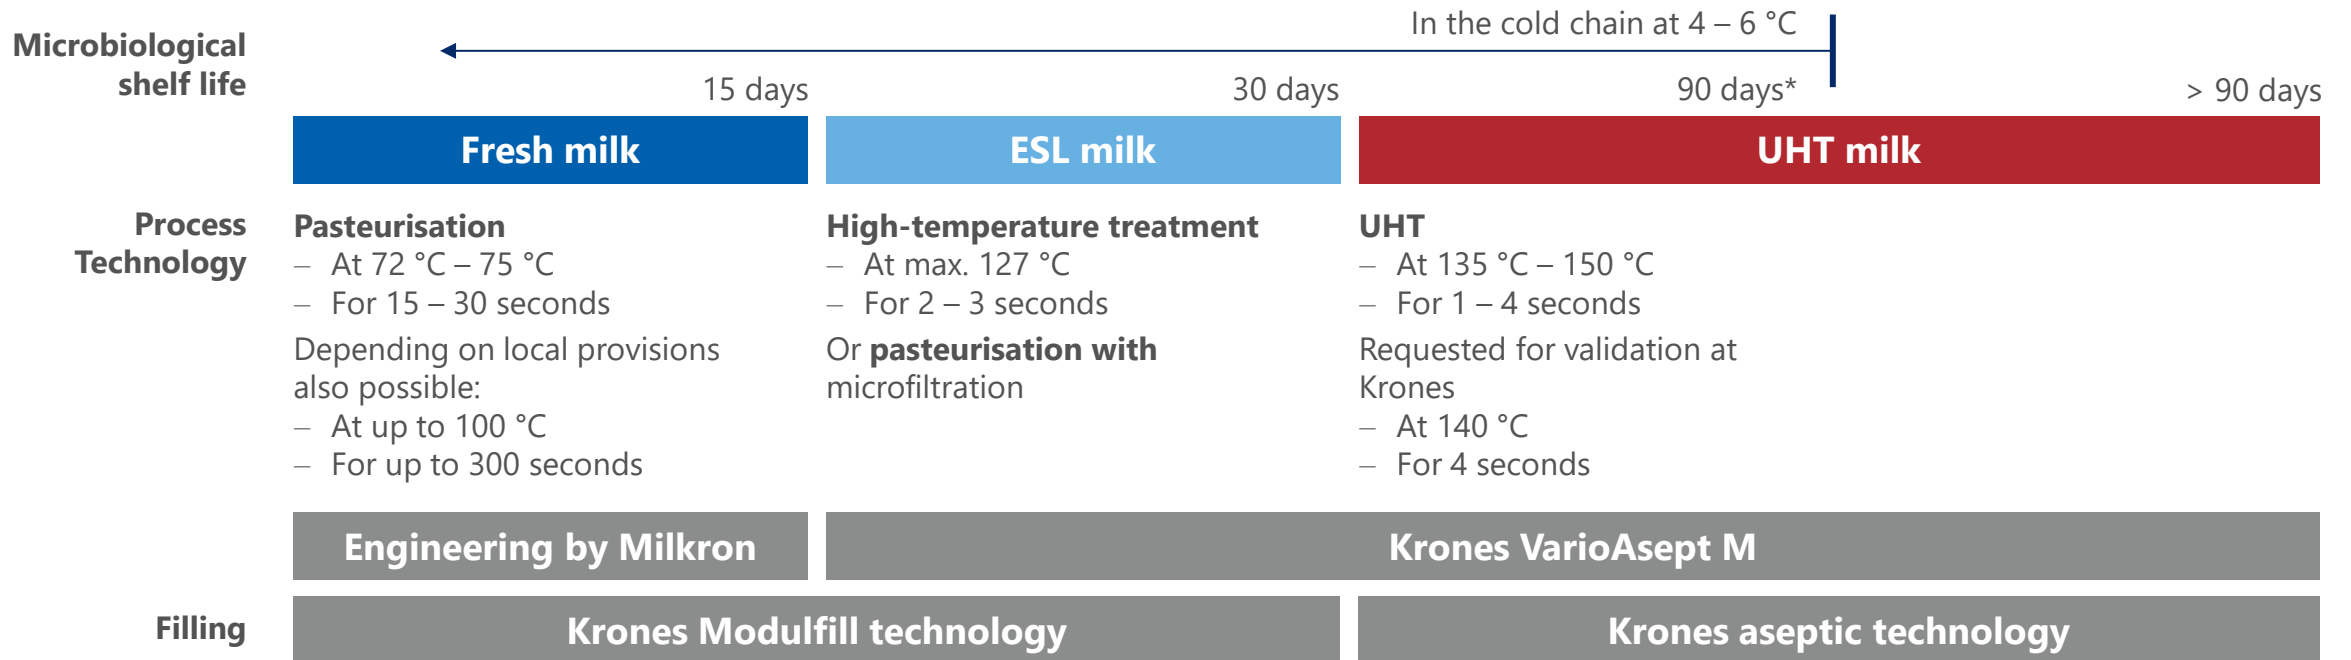 Microbiological
shelf life
In the cold chain at 4 – 6 °C
15 days
30 days
90 days*
> 90 days
Fresh milk
ESL milk
UHT milk
Process
Technology
Pasteurisation
– At 72 °C – 75 °C
– For 15 – 30 seconds
Depending on local provisions
also possible:
– At up to 100 °C
– For up to 300 seconds
High-temperature treatment
– At max. 127 °C
– For 2 – 3 seconds
Or pasteurisation with
microfiltration
UHT
– At 135 °C – 150 °C
– For 1 – 4 seconds
Requested for validation at
Krones
– At 140 °C
– For 4 seconds
Engineering by Milkron
Krones VarioAsept M
Filling
Krones Modulfill technology
Krones aseptic technology